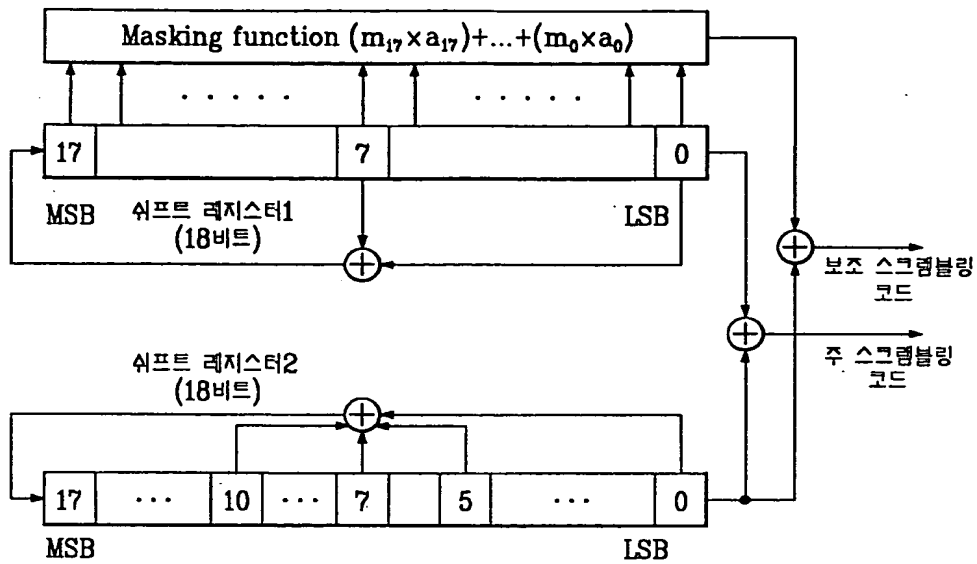 Masking function (m₁₇×a₁₇)+...+(m₀×a₀)
· · · · · · · · · ·
17 7 0
MSB 쉬프트 레지스터1 LSB
(18비트)
보조 스크램블링
코드
주 스크램블링
코드
쉬프트 레지스터2
(18비트)
17 ··· 10 ··· 7 5 ··· 0
MSB LSB